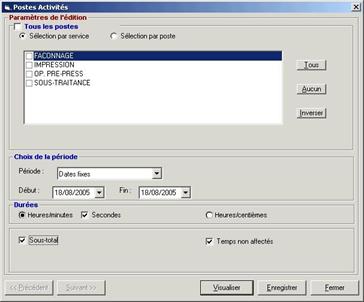 Postes Activités
Paramètres de l'édition
Tous les postes
Sélection par service Sélection par poste
FACONNAGE
IMPRESSION
OP. PRE-PRESS
SOUS-TRAITANCE
Tous
Aucun
Inverser
Choix de la période
Période : Dates fixes
Début : 18/08/2005 Fin : 18/08/2005
Durées
Heures/minutes Secondes Heures/centièmes
Sous-total Temps non affectés
<< Précédent Suivant >> Visualiser Enregistrer Fermer